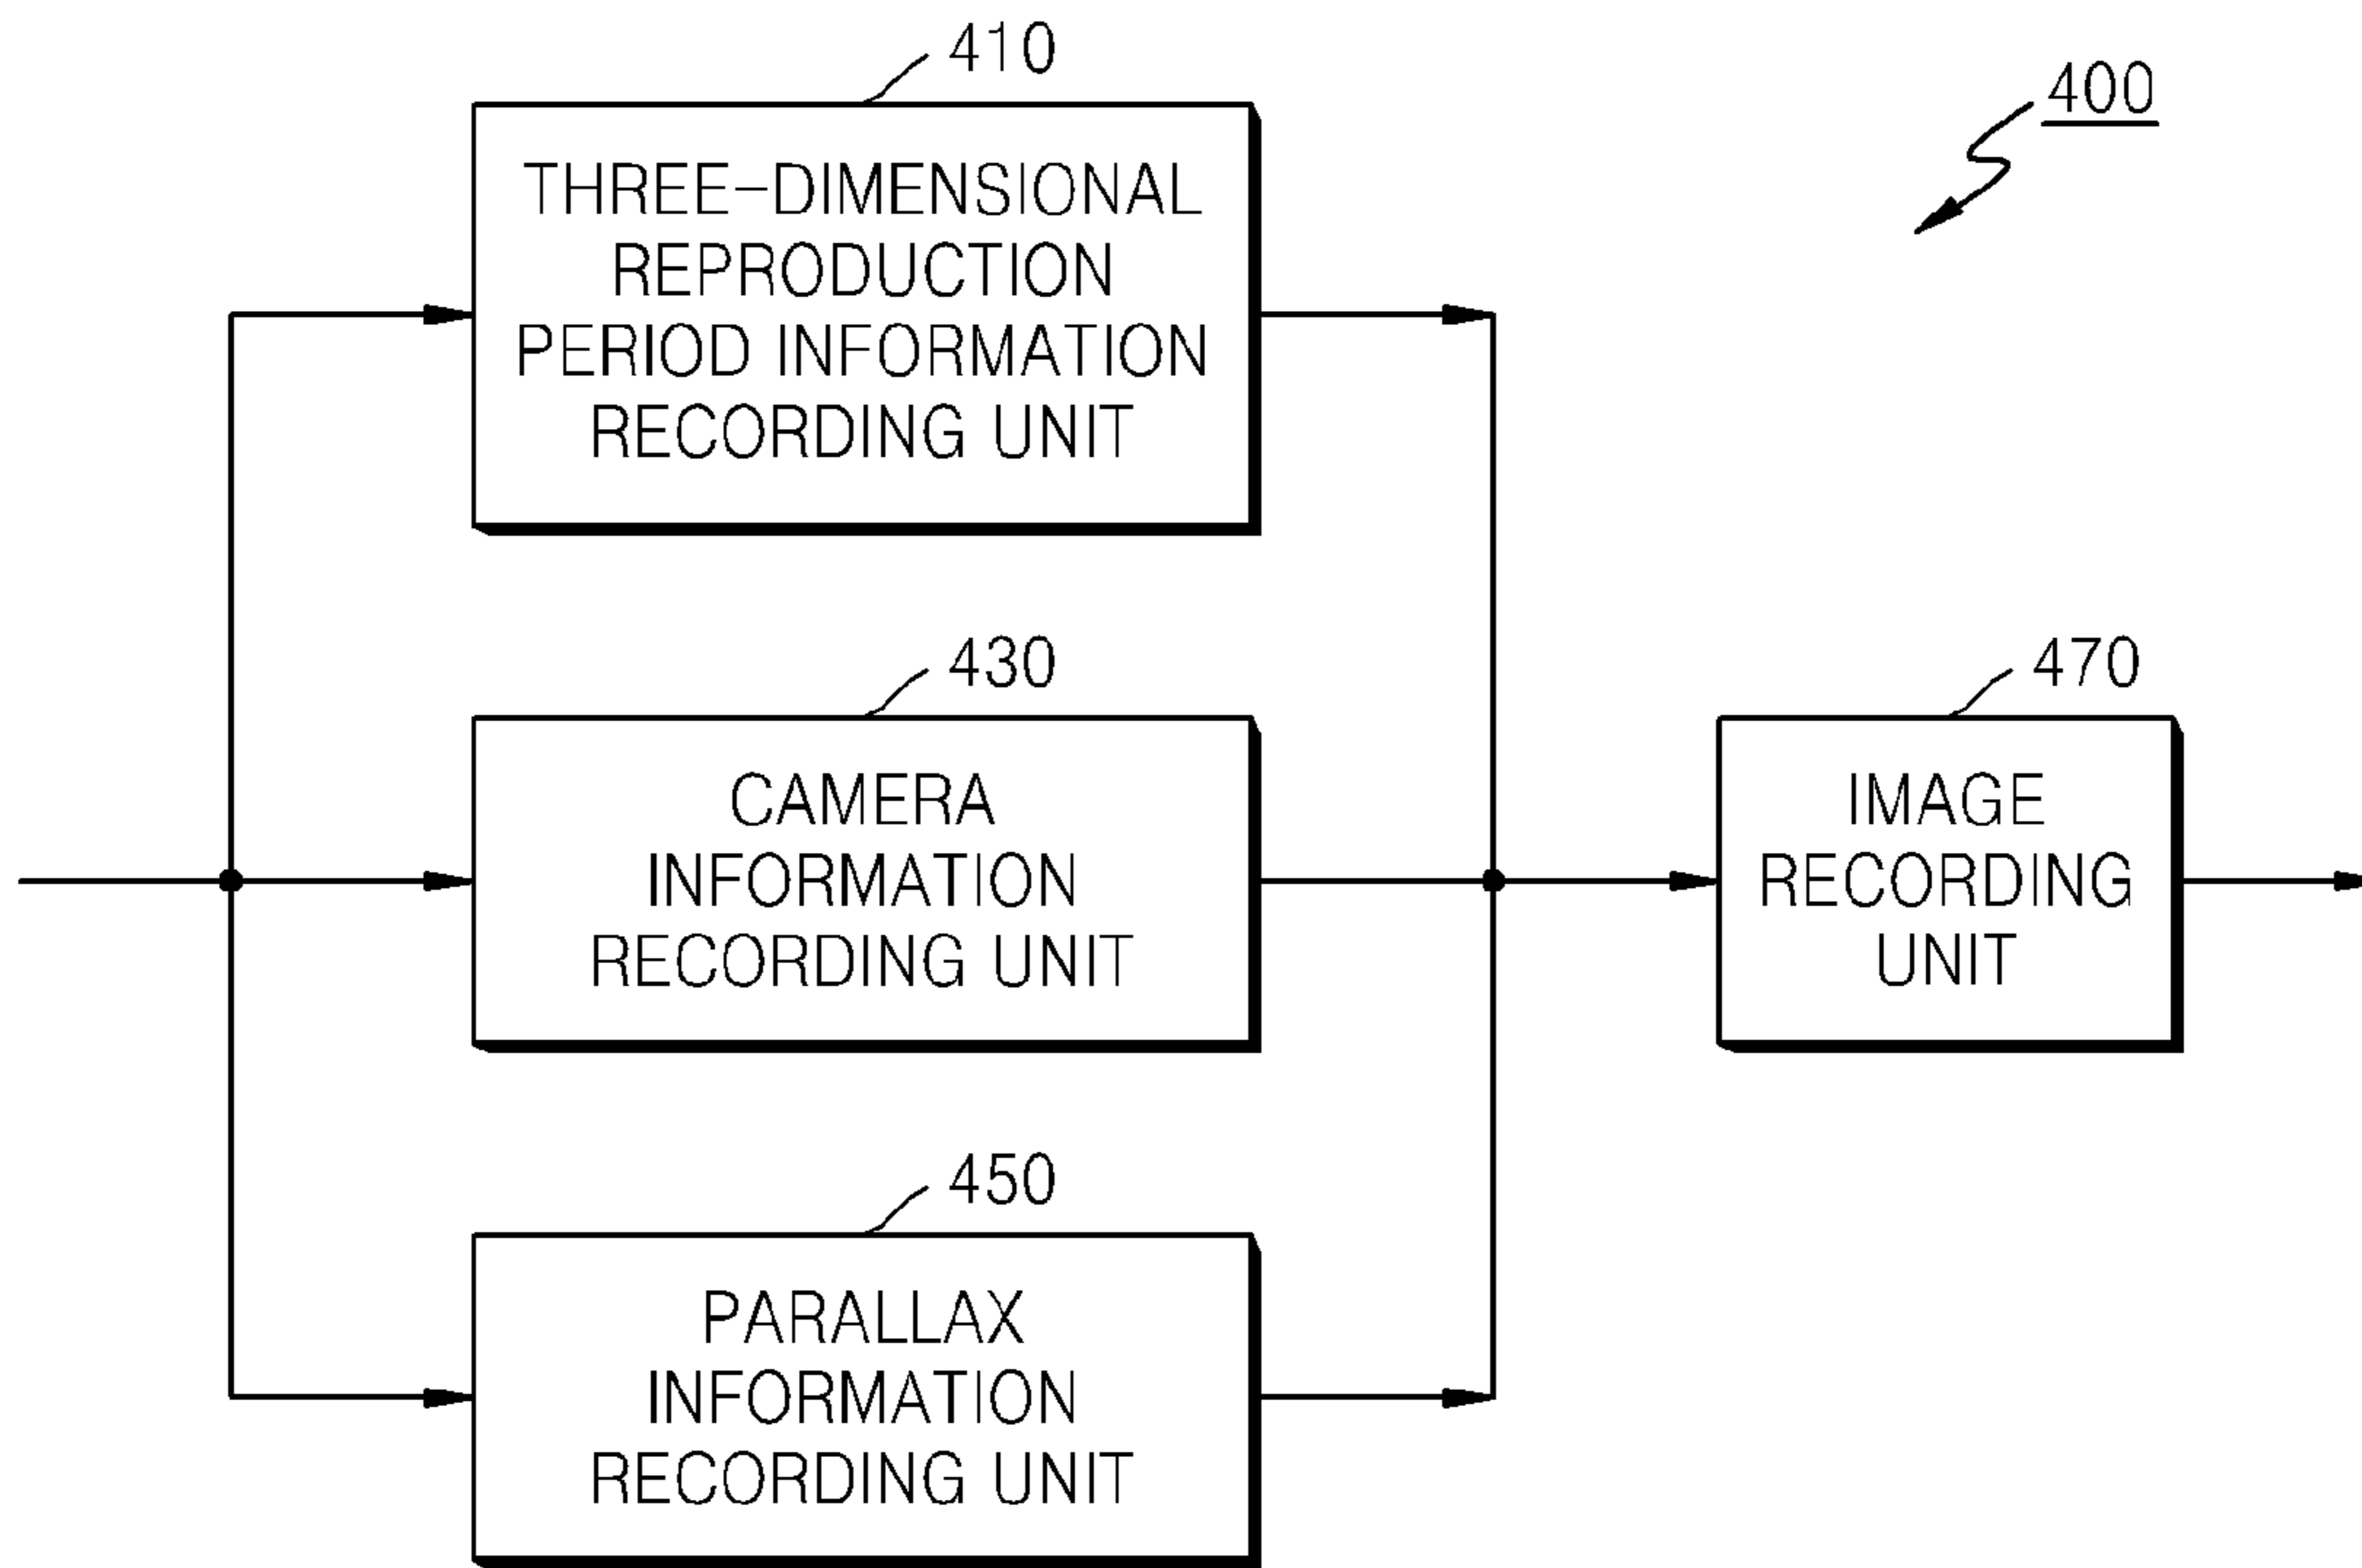 410
400
THREE-DIMENSIONAL
REPRODUCTION
PERIOD INFORMATION
RECORDING UNIT
430
470
CAMERA
INFORMATION
RECORDING UNIT
IMAGE
RECORDING
UNIT
450
PARALLAX
INFORMATION
RECORDING UNIT